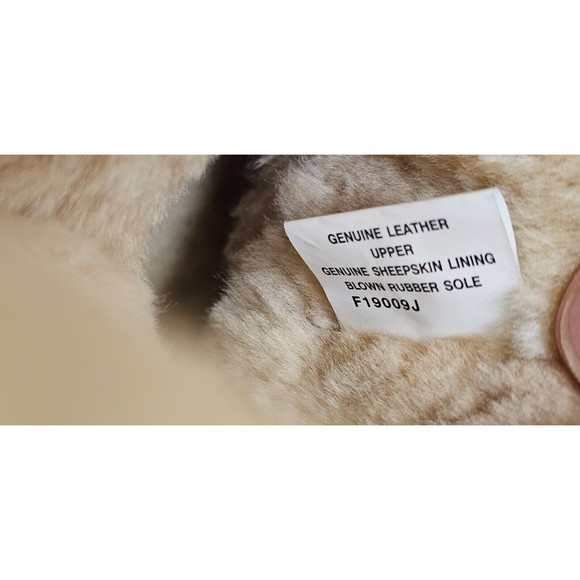 GENUINE LEATHER
UPPER
GENUINE SHEEPSKIN LINING
BLOWN RUBBER SOLE
F19009J